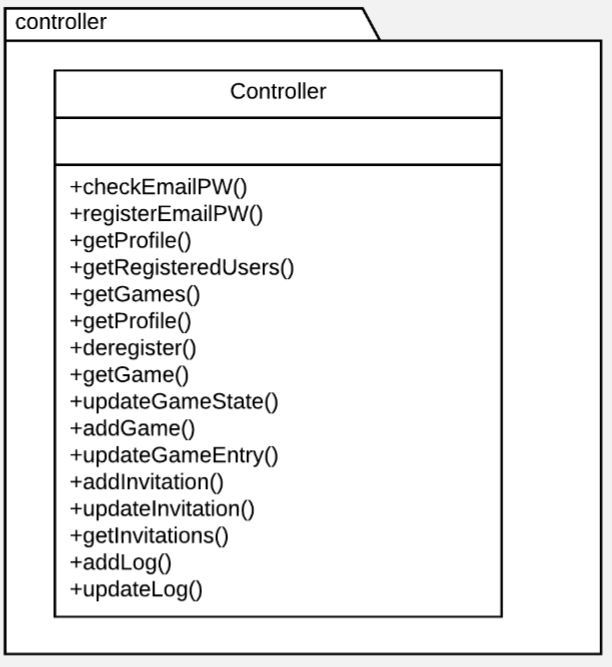 controller
Controller
+checkEmailPW()
+registerEmailPW()
+getProfile()
+getRegisteredUsers()
+getGames()
+getProfile()
+deregister()
+getGame()
+updateGameState()
+addGame()
+updateGameEntry()
+addInvitation()
+updateInvitation()
+getInvitations()
+addLog()
+updateLog()